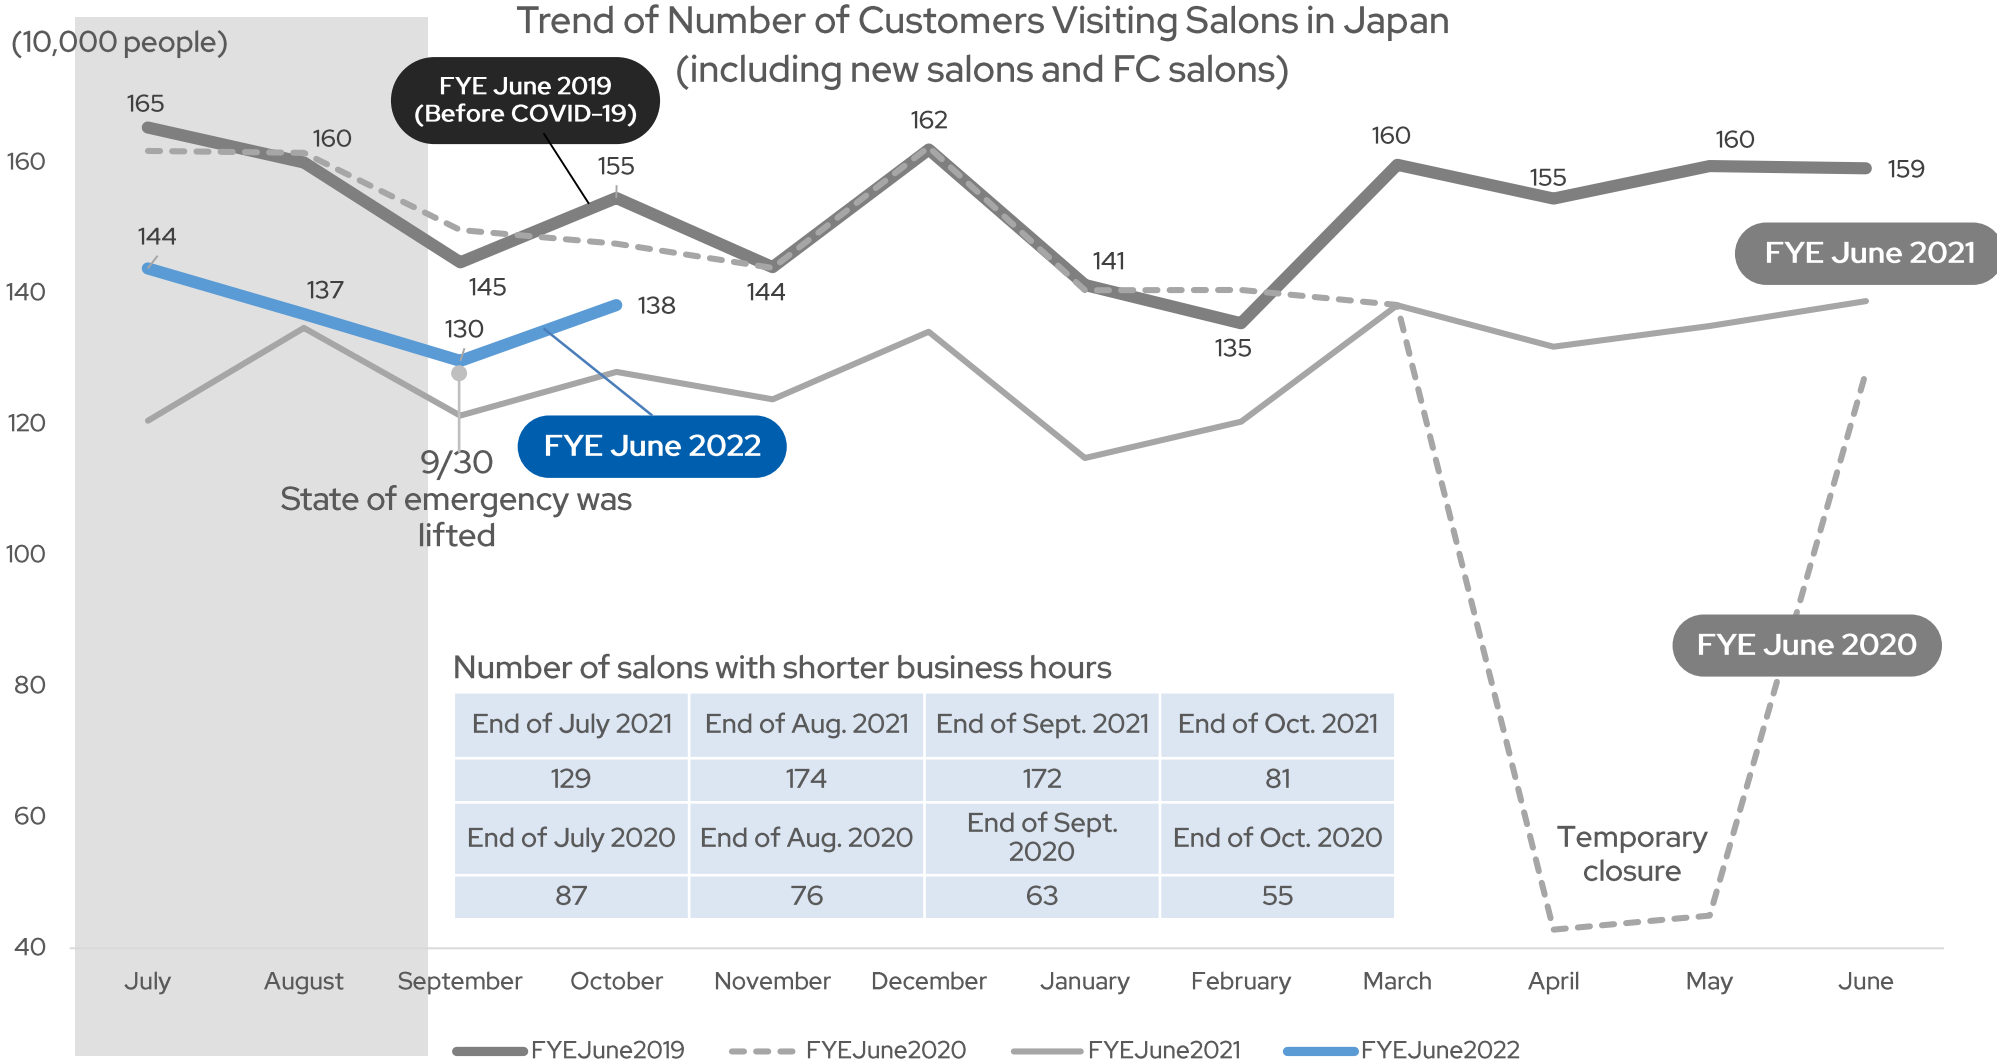 Trend of Number of Customers Visiting Salons in Japan
(including new salons and FC salons)
(10,000 people)
FYE June 2019
(Before COVID-19)
165
160
155
162
160
155
160
159
160
144
137
145
130
138
144
141
135
FYE June 2021
140
120
FYE June 2022
9/30
State of emergency was
lifted
100
FYE June 2020
80
Number of salons with shorter business hours
End of July 2021 End of Aug. 2021 End of Sept. 2021 End of Oct. 2021
129 174 172 81
End of July 2020 End of Aug. 2020 End of Sept. 2020 End of Oct. 2020
87 76 63 55
60
Temporary
closure
40
July August September October November December January February March April May June
FYEJune2019 FYEJune2020 FYEJune2021 FYEJune2022